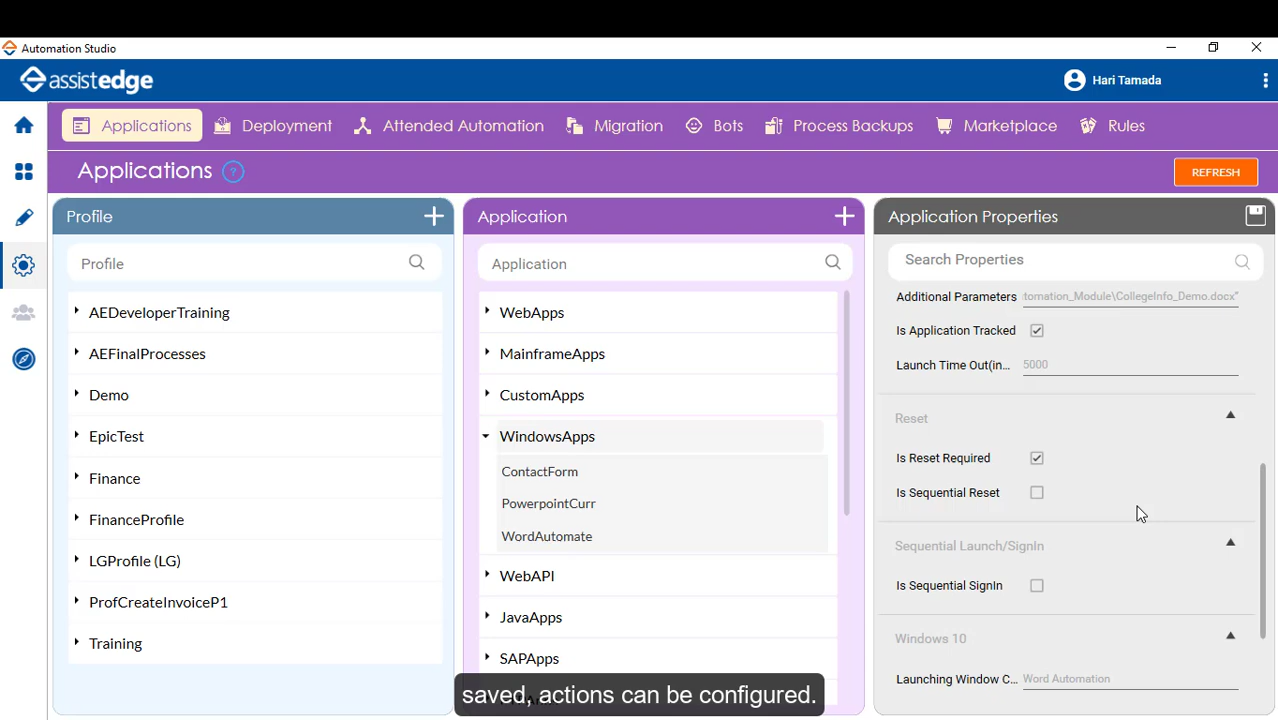 Automation Studio
assistedge
Hari Tamada
Applications Deployment Attended Automation Migration Bots Process Backups Marketplace Rules
Applications ?
REFRESH
Profile
Profile
AEDeveloperTraining
AEFinalProcesses
Demo
EpicTest
Finance
FinanceProfile
LGProfile (LG)
ProfCreateInvoiceP1
Training
Application
Application
WebApps
MainframeApps
CustomApps
WindowsApps
ContactForm
PowerpointCurr
WordAutomate
WebAPI
JavaApps
SAPApps
Application Properties
Search Properties
Additional Parameters tomation_Module\CollegeInfo_Demo.docx"
Is Application Tracked
Launch Time Out(in... 5000
Reset
Is Reset Required
Is Sequential Reset
Sequential Launch/SignIn
Is Sequential SignIn
Windows 10
Launching Window C... Word Automation
saved, actions can be configured.